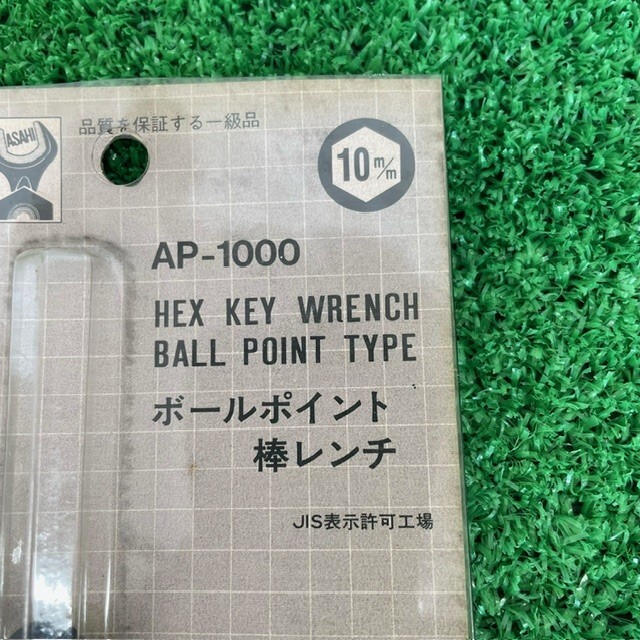 ASAHI
品質を保証する一級品
10 m/m
AP-1000
HEX KEY WRENCH
BALL POINT TYPE
ボールポイント
棒レンチ
JIS表示許可工場